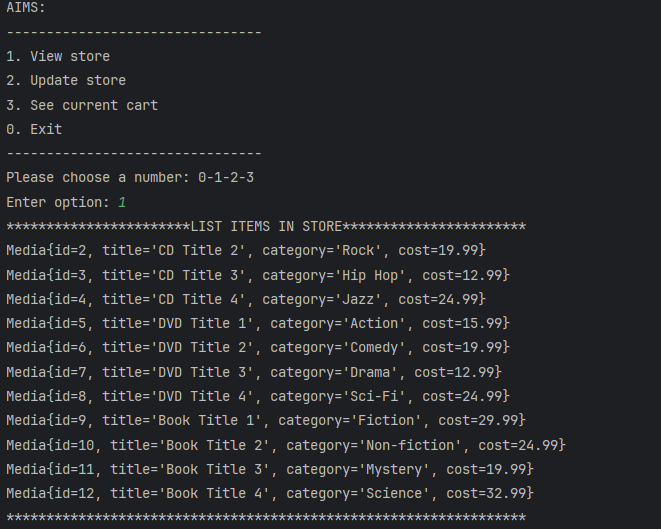 AIMS:
--------------------------------
1. View store
2. Update store
3. See current cart
0. Exit
--------------------------------
Please choose a number: 0-1-2-3
Enter option: 1
***********************LIST ITEMS IN STORE***********************
Media{id=2, title='CD Title 2', category='Rock', cost=19.99}
Media{id=3, title='CD Title 3', category='Hip Hop', cost=12.99}
Media{id=4, title='CD Title 4', category='Jazz', cost=24.99}
Media{id=5, title='DVD Title 1', category='Action', cost=15.99}
Media{id=6, title='DVD Title 2', category='Comedy', cost=19.99}
Media{id=7, title='DVD Title 3', category='Drama', cost=12.99}
Media{id=8, title='DVD Title 4', category='Sci-Fi', cost=24.99}
Media{id=9, title='Book Title 1', category='Fiction', cost=29.99}
Media{id=10, title='Book Title 2', category='Non-fiction', cost=24.99}
Media{id=11, title='Book Title 3', category='Mystery', cost=19.99}
Media{id=12, title='Book Title 4', category='Science', cost=32.99}
*****************************************************************